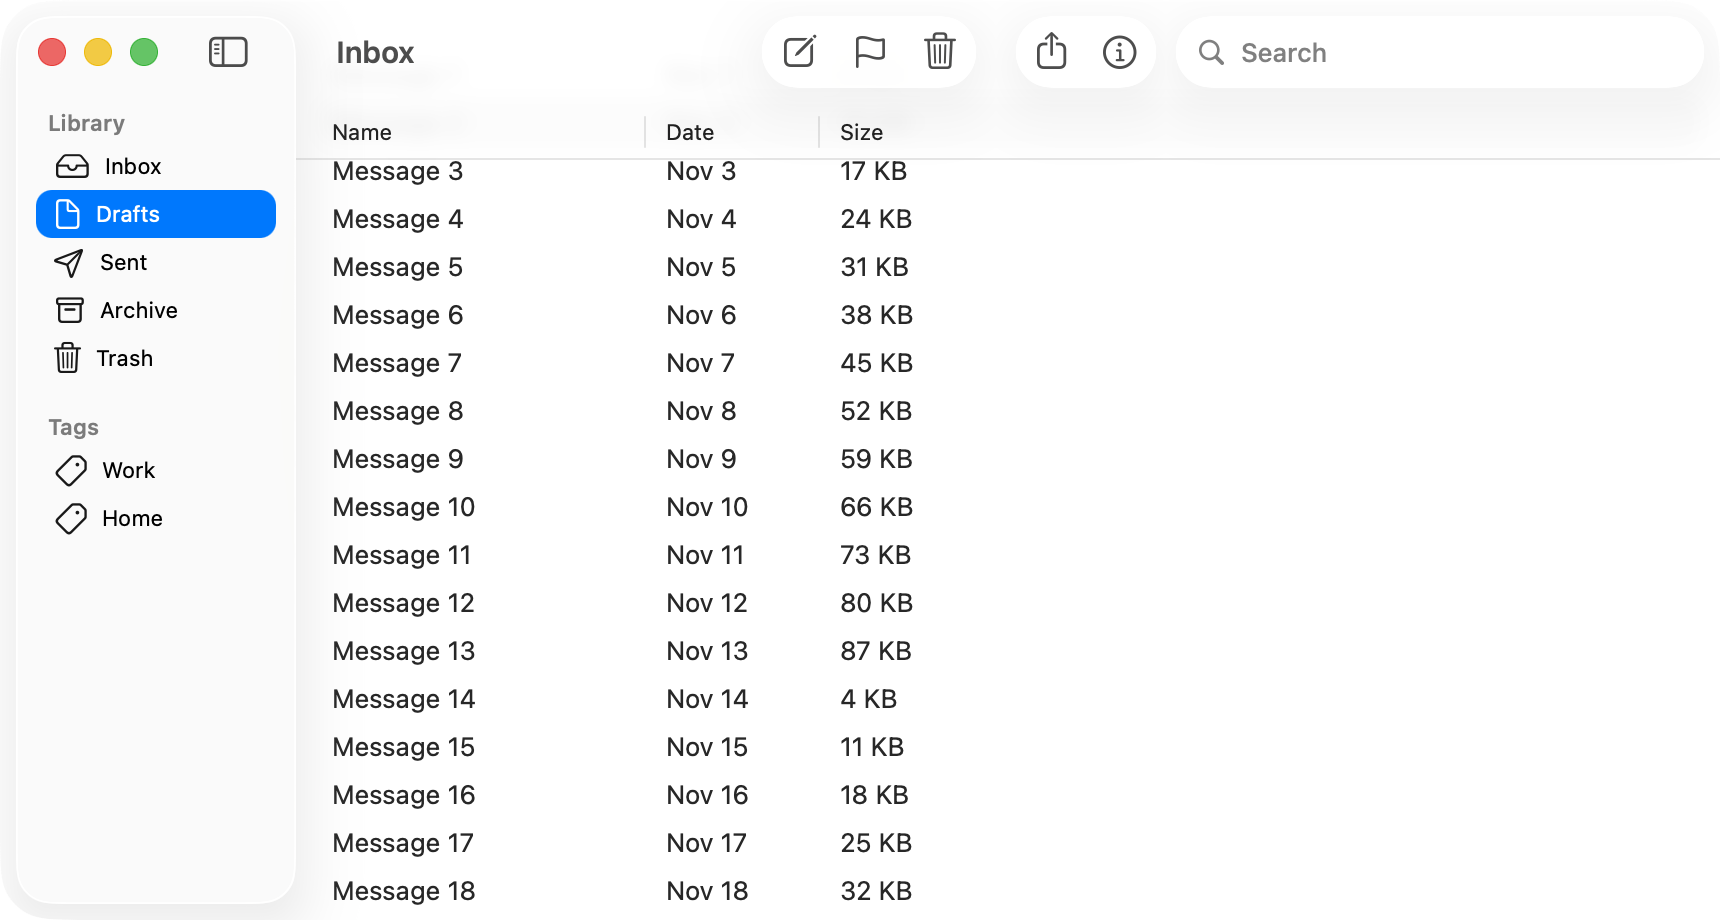 Inbox
Search
Library
Inbox
Drafts
Sent
Archive
Trash
Tags
Work
Home
Name Date Size
Message 3 Nov 3 17 KB
Message 4 Nov 4 24 KB
Message 5 Nov 5 31 KB
Message 6 Nov 6 38 KB
Message 7 Nov 7 45 KB
Message 8 Nov 8 52 KB
Message 9 Nov 9 59 KB
Message 10 Nov 10 66 KB
Message 11 Nov 11 73 KB
Message 12 Nov 12 80 KB
Message 13 Nov 13 87 KB
Message 14 Nov 14 4 KB
Message 15 Nov 15 11 KB
Message 16 Nov 16 18 KB
Message 17 Nov 17 25 KB
Message 18 Nov 18 32 KB